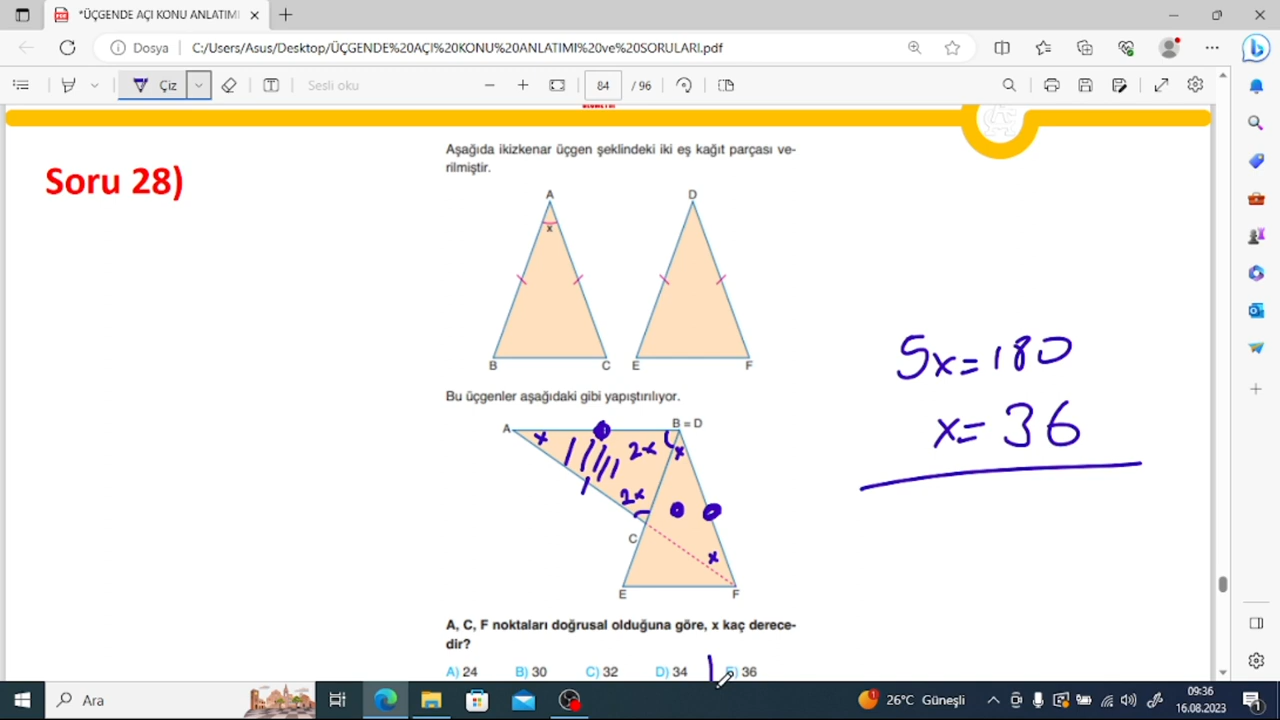 *ÜÇGENDE AÇI KONU ANLATIMI
Dosya
C:/Users/Asus/Desktop/ÜÇGENDE%20AÇI%20KONU%20ANLATIMI%20ve%20SORULARI.pdf
Çiz
Sesli oku
84 / 96
Soru 28)
Aşağıda ikizkenar üçgen şeklindeki iki eş kağıt parçası ve-
rilmiştir.
A
D
x
B
C
E
F
5x=180
x=36
Bu üçgenler aşağıdaki gibi yapıştırılıyor.
A
B = D
x
2x
x
2x
C
x
E
F
A, C, F noktaları doğrusal olduğuna göre, x kaç derece-
dir?
A) 24 B) 30 C) 32 D) 34 E) 36
Ara
26°C Güneşli
09:36
16.08.2023